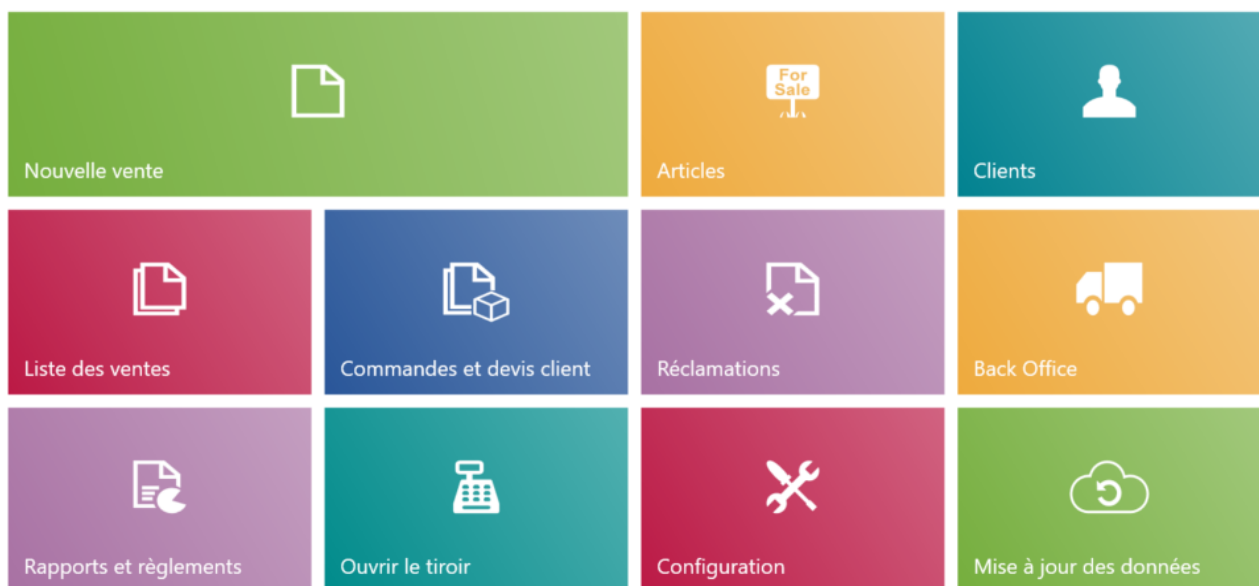 For
Sale
Nouvelle vente
Articles
Clients
Liste des ventes
Commandes et devis client
Réclamations
Back Office
Rapports et règlements
Ouvrir le tiroir
Configuration
Mise à jour des données